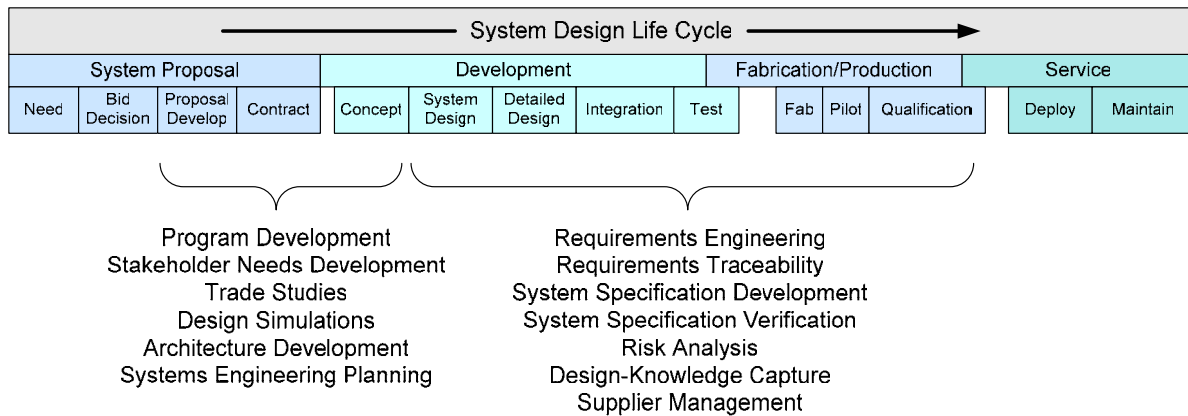 System Design Life Cycle
System Proposal
Development
Fabrication/Production
Service
Need
Bid
Decision
Proposal
Develop
Contract
Concept
System
Design
Detailed
Design
Integration
Test
Fab
Pilot
Qualification
Deploy
Maintain
Program Development
Stakeholder Needs Development
Trade Studies
Design Simulations
Architecture Development
Systems Engineering Planning
Requirements Engineering
Requirements Traceability
System Specification Development
System Specification Verification
Risk Analysis
Design-Knowledge Capture
Supplier Management